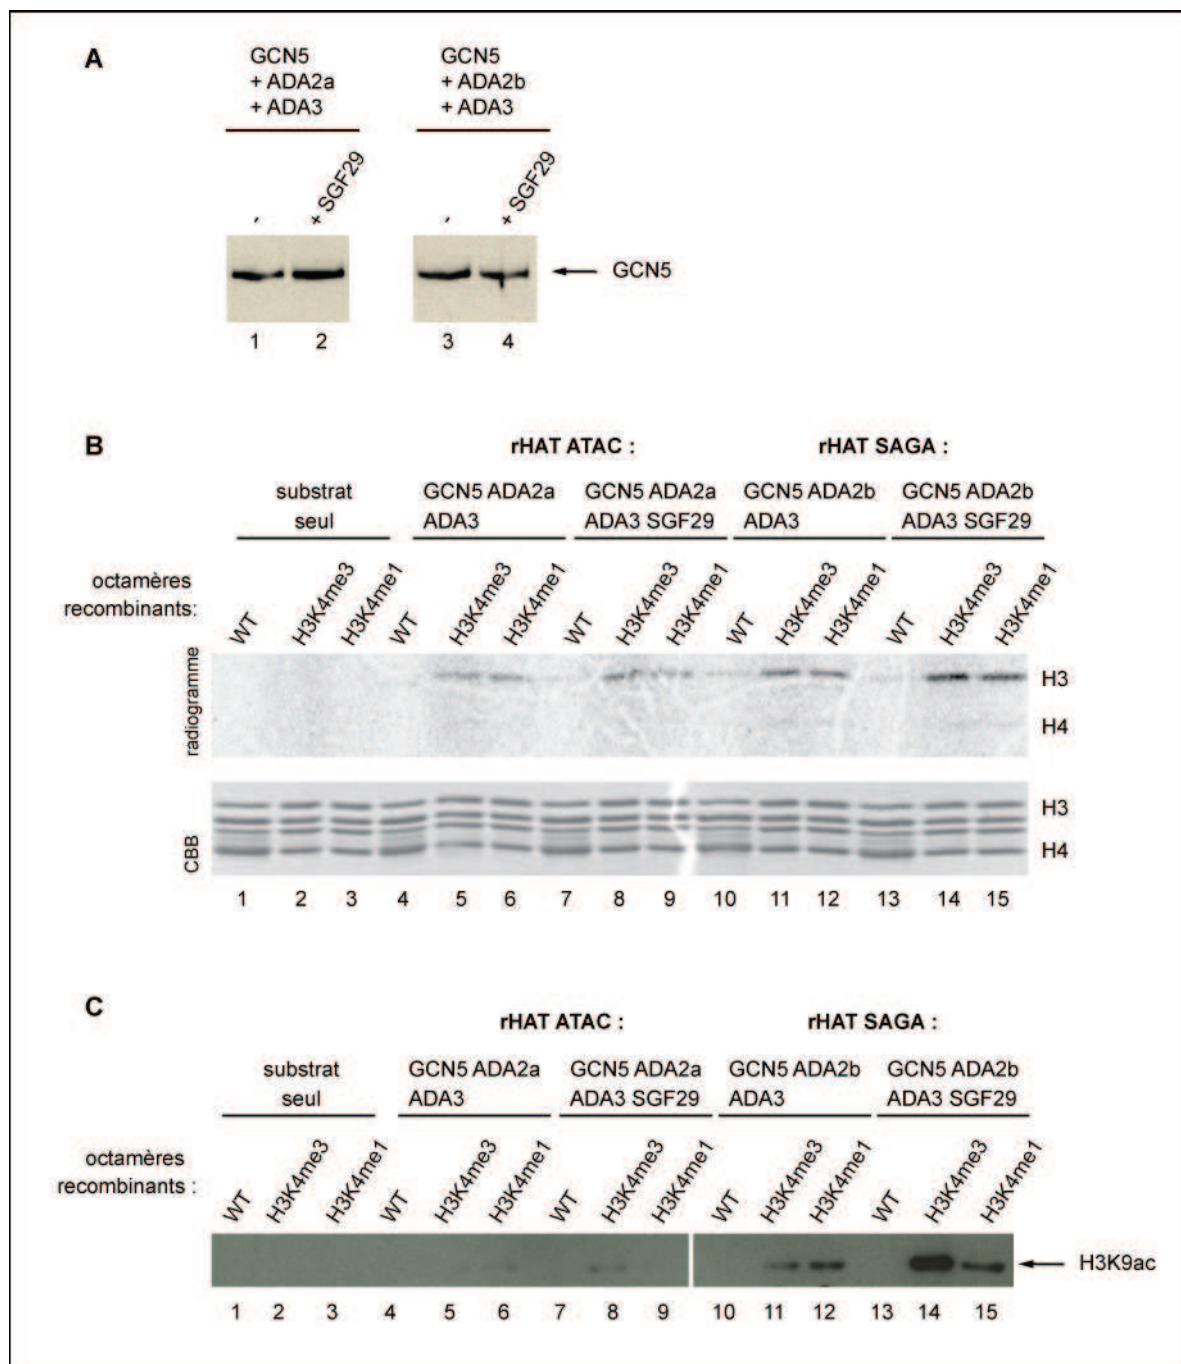 A
GCN5
+ ADA2a
+ ADA3
GCN5
+ ADA2b
+ ADA3
-
+ SGF29
-
+ SGF29
GCN5
1 2 3 4
B
rHAT ATAC : rHAT SAGA :
substrat
seul
GCN5 ADA2a
ADA3
GCN5 ADA2a
ADA3 SGF29
GCN5 ADA2b
ADA3
GCN5 ADA2b
ADA3 SGF29
octamères
recombinants:
WT H3K4me3 H3K4me1 WT H3K4me3 H3K4me1 WT H3K4me3 H3K4me1 WT H3K4me3 H3K4me1 WT H3K4me3 H3K4me1
radiogramme
H3
H4
CBB
H3
H4
1 2 3 4 5 6 7 8 9 10 11 12 13 14 15
C
rHAT ATAC : rHAT SAGA :
substrat
seul
GCN5 ADA2a
ADA3
GCN5 ADA2a
ADA3 SGF29
GCN5 ADA2b
ADA3
GCN5 ADA2b
ADA3 SGF29
octamères
recombinants :
WT H3K4me3 H3K4me1 WT H3K4me3 H3K4me1 WT H3K4me3 H3K4me1 WT H3K4me3 H3K4me1 WT H3K4me3 H3K4me1
H3K9ac
1 2 3 4 5 6 7 8 9 10 11 12 13 14 15